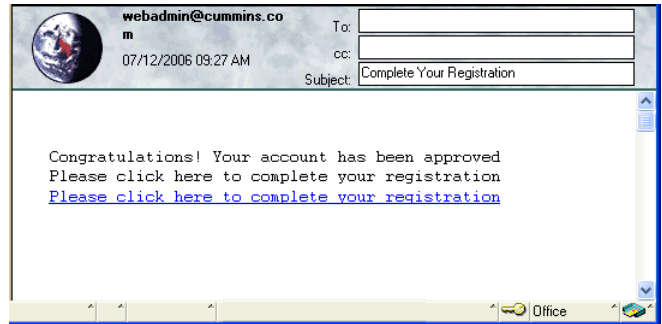 webadmin@cummins.co
m
07/12/2006 09:27 AM
To:
cc:
Subject: Complete Your Registration
Congratulations! Your account has been approved
Please click here to complete your registration
Please click here to complete your registration
Office